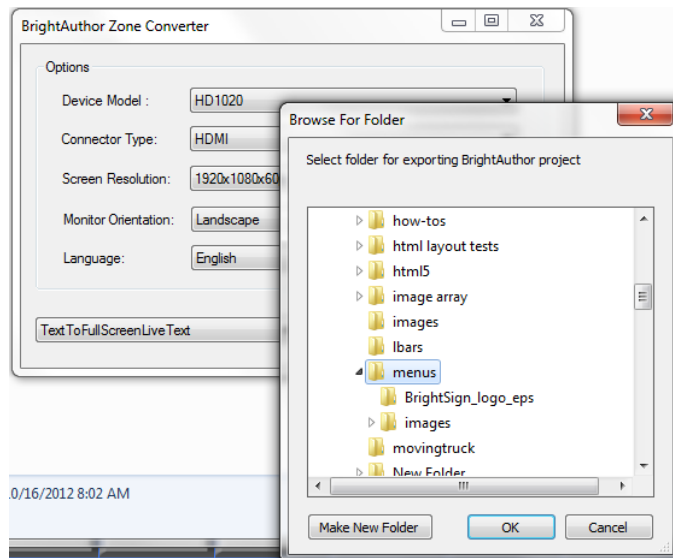 BrightAuthor Zone Converter
Options
Device Model :
HD1020
Connector Type:
HDMI
Screen Resolution:
1920x1080x60
Monitor Orientation:
Landscape
Language:
English
TextToFullScreenLiveText
Browse For Folder
Select folder for exporting BrightAuthor project
how-tos
html layout tests
html5
image array
images
lbars
menus
BrightSign_logo_eps
images
movingtruck
New Folder
Make New Folder
OK
Cancel
0/16/2012 8:02 AM